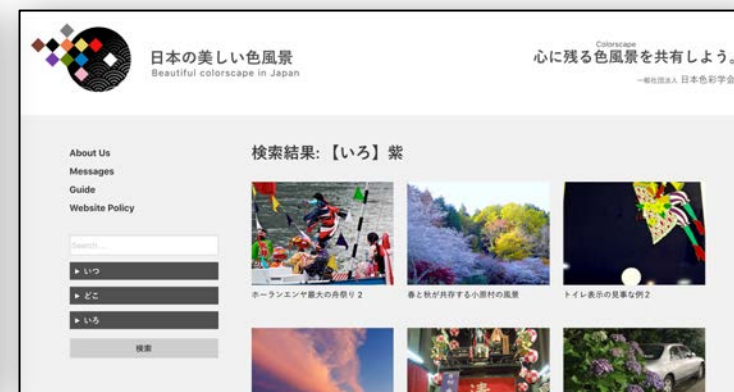 日本の美しい色風景
Beautiful colorscape in Japan
Colorscape
心に残る色風景を共有しよう。
一般社団法人 日本色彩学会
About Us
Messages
Guide
Website Policy
Search ...
▶ いつ
▶ どこ
▶ いろ
検索
検索結果: 【いろ】紫
ホーランエンヤ最大の舟祭り 2
春と秋が共存する小原村の風景
トイレ表示の見事な例 2